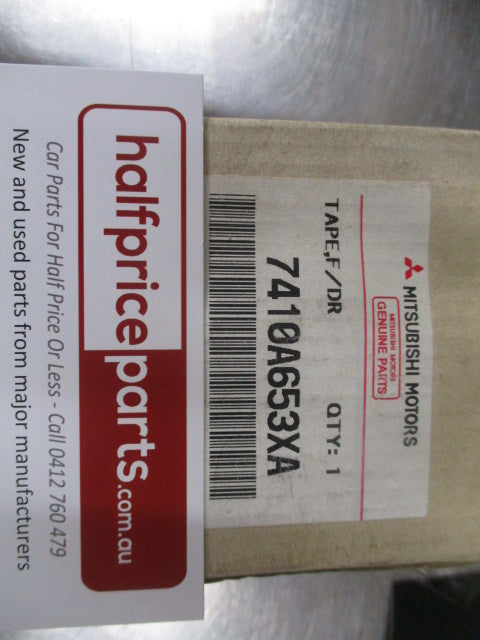 MITSUBISHI MOTORS
MITSUBISHI MOTORS
GENUINE PARTS
TAPE,F/DR QTY: 1
7410A653XA
halfpriceparts.com.au
Car Parts For Half Price Or Less - Call 0412 760 479
New and used parts from major manufacturers